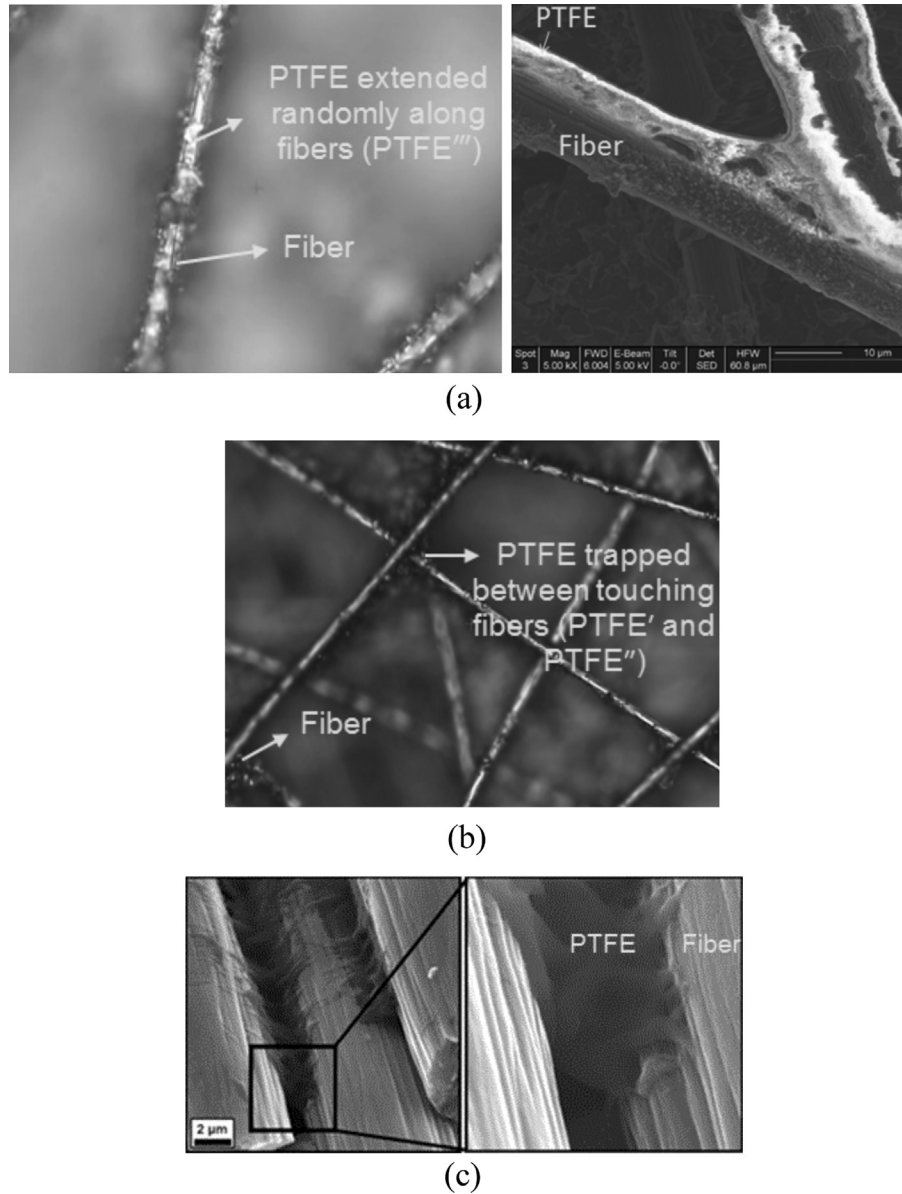 PTFE extended
randomly along
fibers (PTFE‴)
Fiber
PTFE
Fiber
Spot Mag FWD E-Beam Tilt Det HFW 10 µm
3 5.00 kX 6.004 5.00 kV -0.0° SED 60.8 µm
(a)
PTFE trapped
between touching
fibers (PTFE′ and
PTFE″)
Fiber
(b)
PTFE Fiber
2 µm
(c)